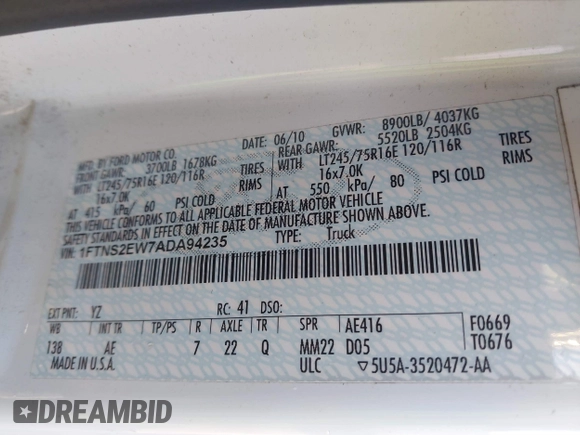 MFD. BY FORD MOTOR CO.
DATE: 06/10 GVWR: 8900LB/ 4037KG
FRONT GAWR: 3700LB 1678KG
REAR GAWR: 5520LB 2504KG
WITH LT245/75R16E 120/116R TIRES
WITH LT245/75R16E 120/116R TIRES
16x7.0K RIMS
16x7.0K RIMS
AT 415 kPa/ 60 PSI COLD
AT 550 kPa/ 80 PSI COLD
THIS VEHICLE CONFORMS TO ALL APPLICABLE FEDERAL MOTOR VEHICLE
SAFETY STANDARDS IN EFFECT ON THE DATE OF MANUFACTURE SHOWN ABOVE.
VIN: 1FTNS2EW7ADA94235 TYPE: Truck
EXT PNT: YZ RC: 41 DSO:
WB INT TR TP/PS R AXLE TR SPR AE416 F0669
138 AE 7 22 Q MM22 D05 T0676
MADE IN U.S.A. ULC ▽5U5A-3520472-AA
DREAMBID